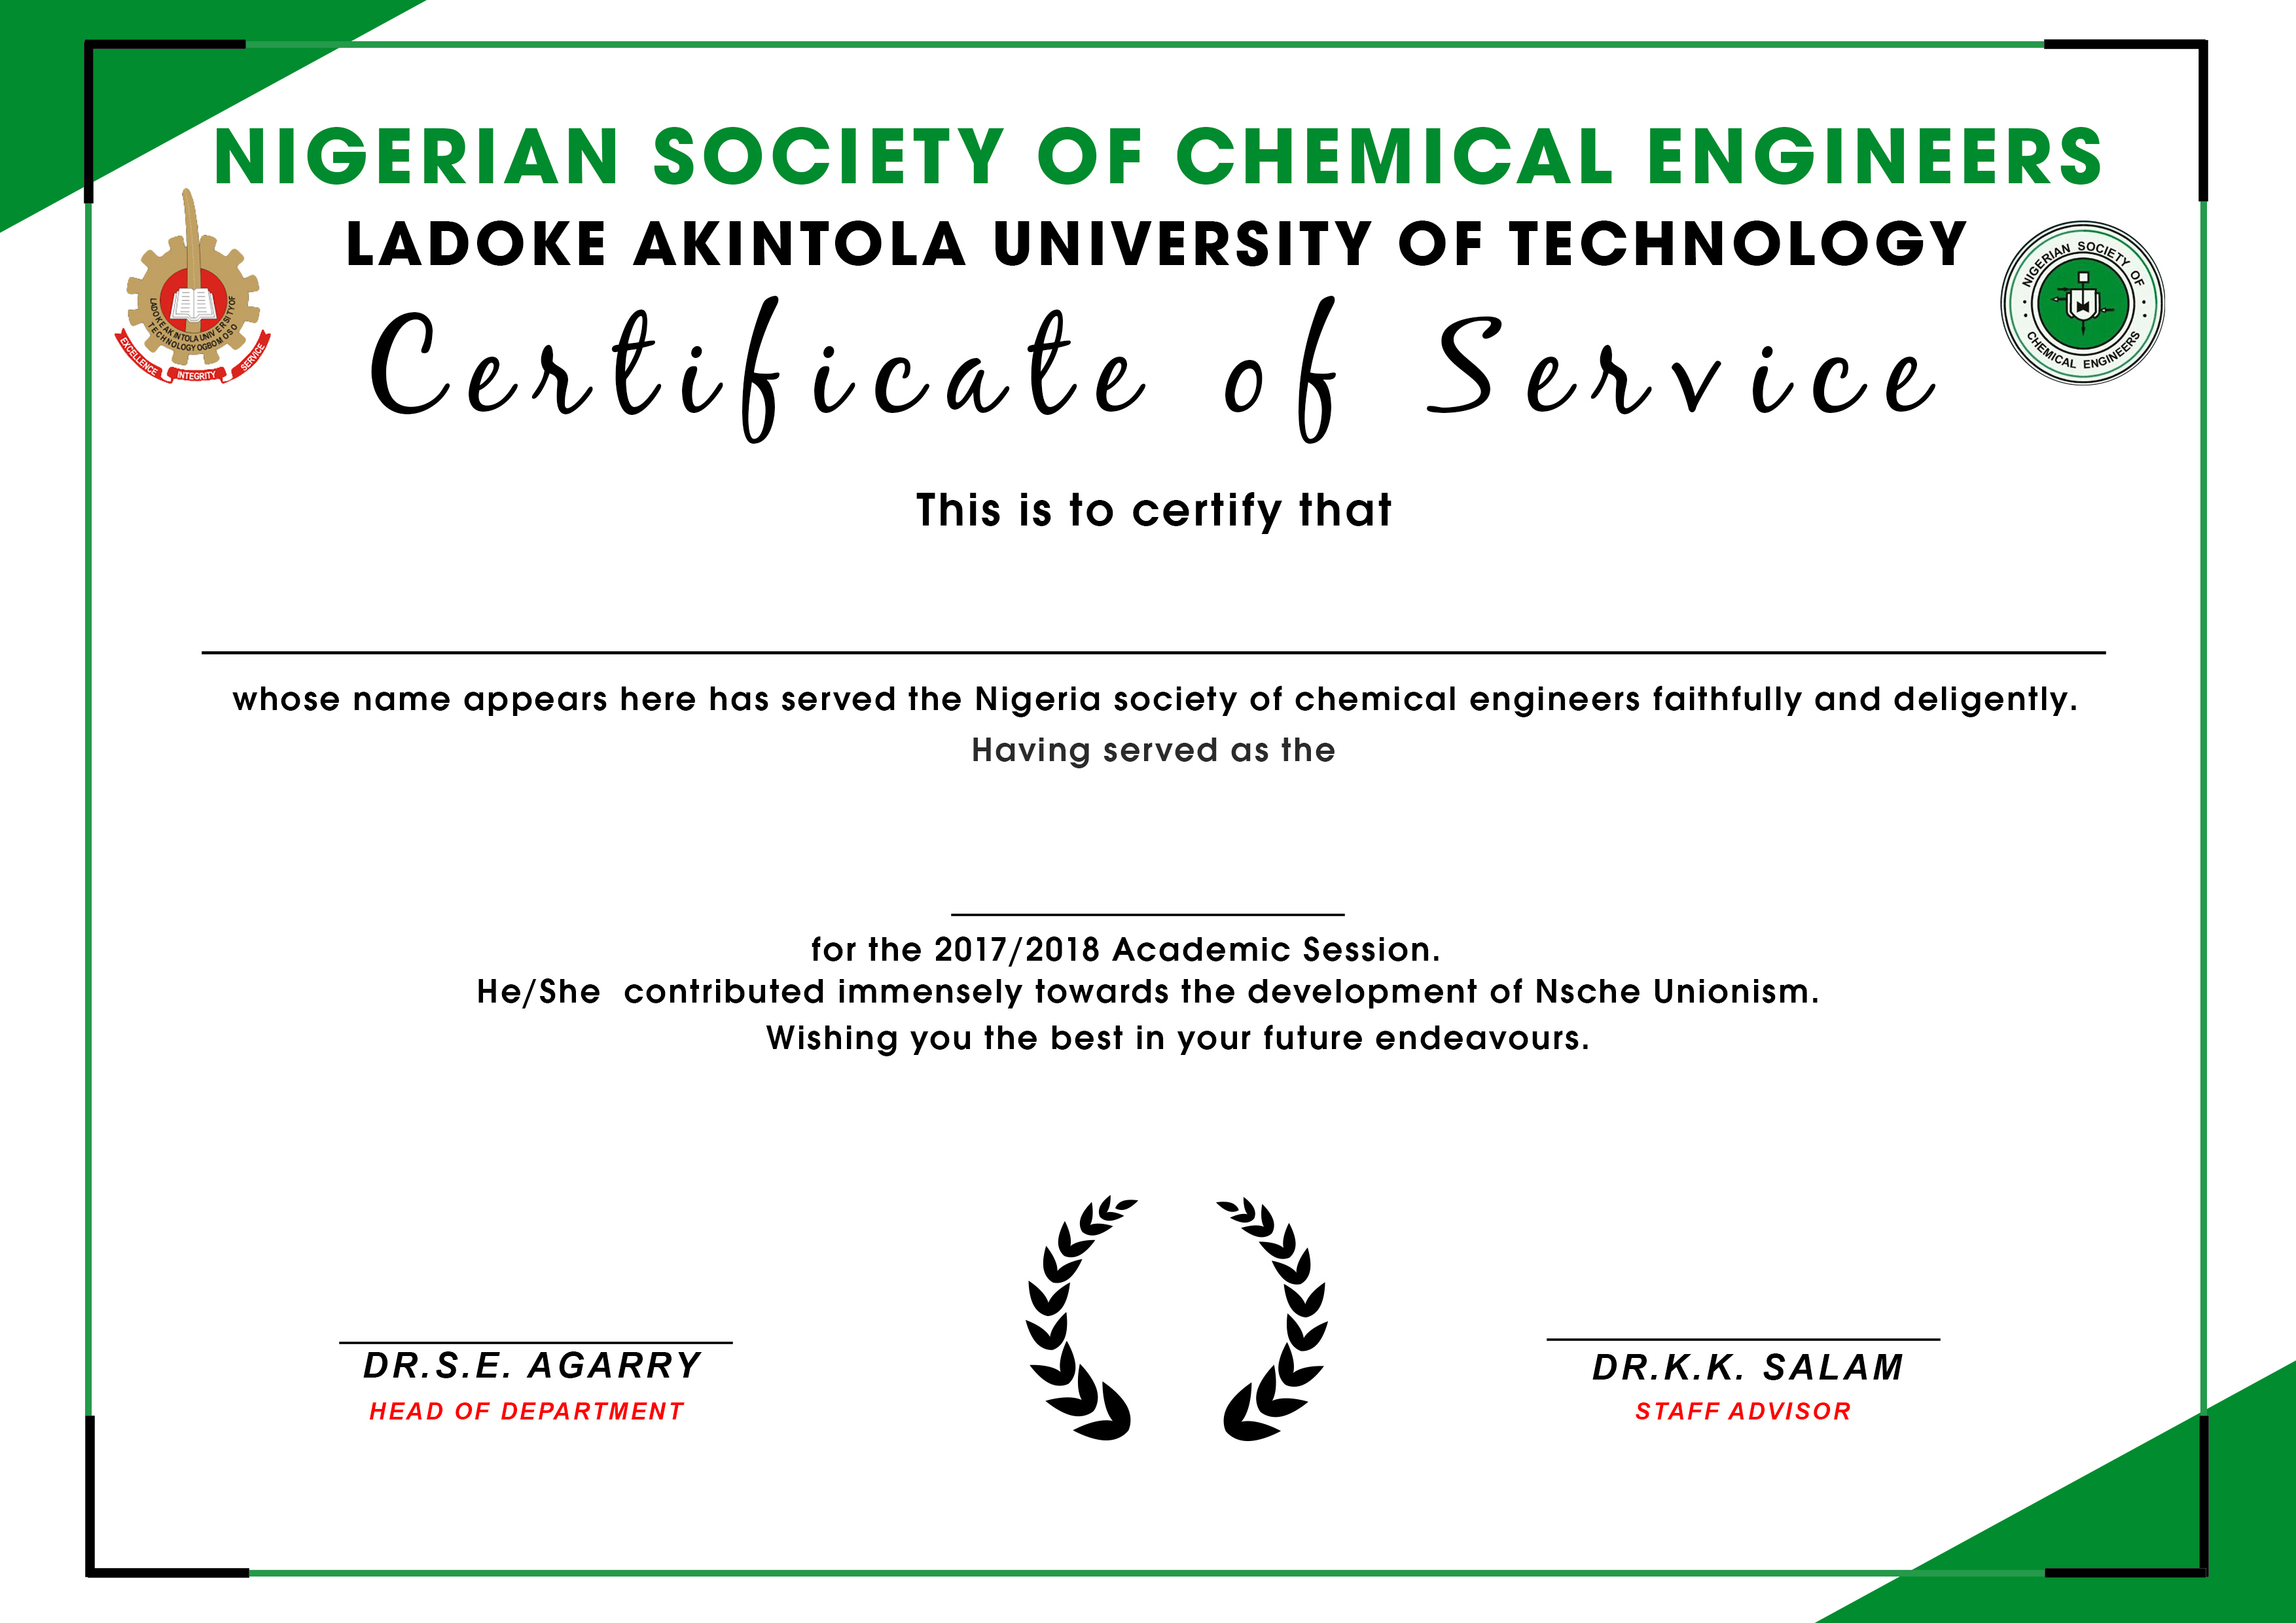 NIGERIAN SOCIETY OF CHEMICAL ENGINEERS
LADOKE AKINTOLA UNIVERSITY OF TECHNOLOGY
LADOKE AKINTOLA UNIVERSITY OF
TECHNOLOGY OGBOMOSO
EXCELLENCE INTEGRITY SERVICE
NIGERIAN SOCIETY OF
CHEMICAL ENGINEERS
Certificate of Service
This is to certify that
whose name appears here has served the Nigeria society of chemical engineers faithfully and deligently.
Having served as the
for the 2017/2018 Academic Session.
He/She contributed immensely towards the development of Nsche Unionism.
Wishing you the best in your future endeavours.
DR.S.E. AGARRY
HEAD OF DEPARTMENT
DR.K.K. SALAM
STAFF ADVISOR